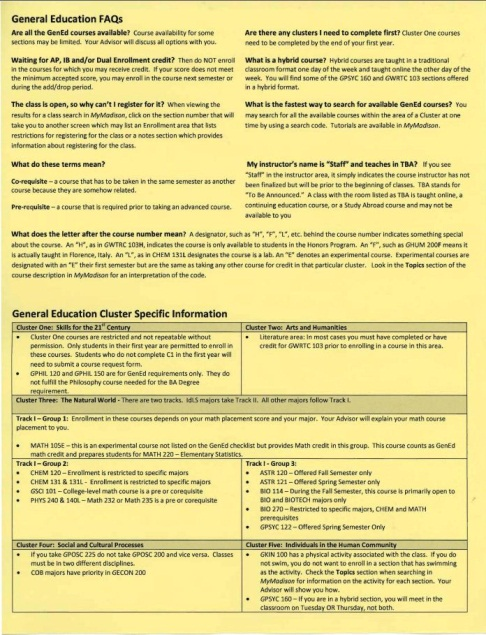 General Education FAQs
Are all the GenEd courses available? Course availability for some
sections may be limited. Your Advisor will discuss all options with you.
Waiting for AP, IB and/or Dual Enrollment credit? Then do NOT enroll
in the courses for which you may receive credit. If your score does not meet
the minimum accepted score, you may enroll in the course next semester or
during the add/drop period.
The class is open, so why can't I register for it? When viewing the
results for a class search in MyMadison, click on the section number that will
take you to another screen which may list an Enrollment area that lists
restrictions for registering for the class or a notes section which provides
information about registering for the class.
What do these terms mean?
Co-requisite – a course that has to be taken in the same semester as another
course because they are somehow related.
Pre-requisite – a course that is required prior to taking an advanced course.
Are there any clusters I need to complete first? Cluster One courses
need to be completed by the end of your first year.
What is a hybrid course? Hybrid courses are taught in a traditional
classroom format one day of the week and taught online the other day of the
week. You will find some of the GPSYC 160 and GWRTC 103 sections offered
in a hybrid format.
What is the fastest way to search for available GenEd courses? You
may search for all the available courses within the area of a Cluster at one
time by using a search code. Tutorials are available in MyMadison.
My instructor's name is "Staff" and teaches in TBA? If you see
"Staff" in the instructor area, it simply indicates the course instructor has not
been finalized but will be prior to the beginning of classes. TBA stands for
"To Be Announced." A class with the room listed as TBA is taught online, a
continuing education course, or a Study Abroad course and may not be
available to you
What does the letter after the course number mean? A designator, such as "H", "F", "L", etc. behind the course number indicates something special
about the course. An "H", as in GWTRC 103H, indicates the course is only available to students in the Honors Program. An "F", such as GHUM 200F means it
is actually taught in Florence, Italy. An "L", as in CHEM 131L designates the course is a lab. An "E" denotes an experimental course. Experimental courses are
designated with an "E" their first semester but are the same as taking any other course for credit in that particular cluster. Look in the Topics section of the
course description in MyMadison for an interpretation of the code.
General Education Cluster Specific Information
Cluster One: Skills for the 21st Century
• Cluster One courses are restricted and not repeatable without
permission. Only students in their first year are permitted to enroll in
these courses. Students who do not complete C1 in the first year will
need to submit a course request form.
• GPHIL 120 and GPHIL 150 are for GenEd requirements only. They do
not fulfill the Philosophy course needed for the BA Degree
requirement.
Cluster Two: Arts and Humanities
• Literature area: In most cases you must have completed or have
credit for GWRTC 103 prior to enrolling in a course in this area.
Cluster Three: The Natural World - There are two tracks. IdLS majors take Track II. All other majors follow Track I.
Track I – Group 1: Enrollment in these courses depends on your math placement score and your major. Your Advisor will explain your math course
placement to you.
• MATH 105E – this is an experimental course not listed on the GenEd checklist but provides Math credit in this group. This course counts as GenEd
math credit and prepares students for MATH 220 – Elementary Statistics.
Track I – Group 2:
• CHEM 120 – Enrollment is restricted to specific majors
• CHEM 131 & 131L - Enrollment is restricted to specific majors
• GSCI 101 – College-level math course is a pre or corequisite
• PHYS 240 & 140L – Math 232 or Math 235 is a pre or corequisite
Track I - Group 3:
• ASTR 120 – Offered Fall Semester only
• ASTR 121 – Offered Spring Semester only
• BIO 114 – During the Fall Semester, this course is primarily open to
BIO and BIOTECH majors only
• BIO 270 – Restricted to specific majors, CHEM and MATH
prerequisites
• GPSYC 122 – Offered Spring Semester Only
Cluster Four: Social and Cultural Processes
• If you take GPOSC 225 do not take GPOSC 200 and vice versa. Classes
must be in two different disciplines.
• COB majors have priority in GECON 200
Cluster Five: Individuals in the Human Community
• GKIN 100 has a physical activity associated with the class. If you do
not swim, you do not want to enroll in a section that has swimming
as the activity. Check the Topics section when searching in
MyMadison for information on the activity for each section. Your
Advisor will show you how.
• GPSYC 160 – If you are in a hybrid section, you will meet in the
classroom on Tuesday OR Thursday, not both.